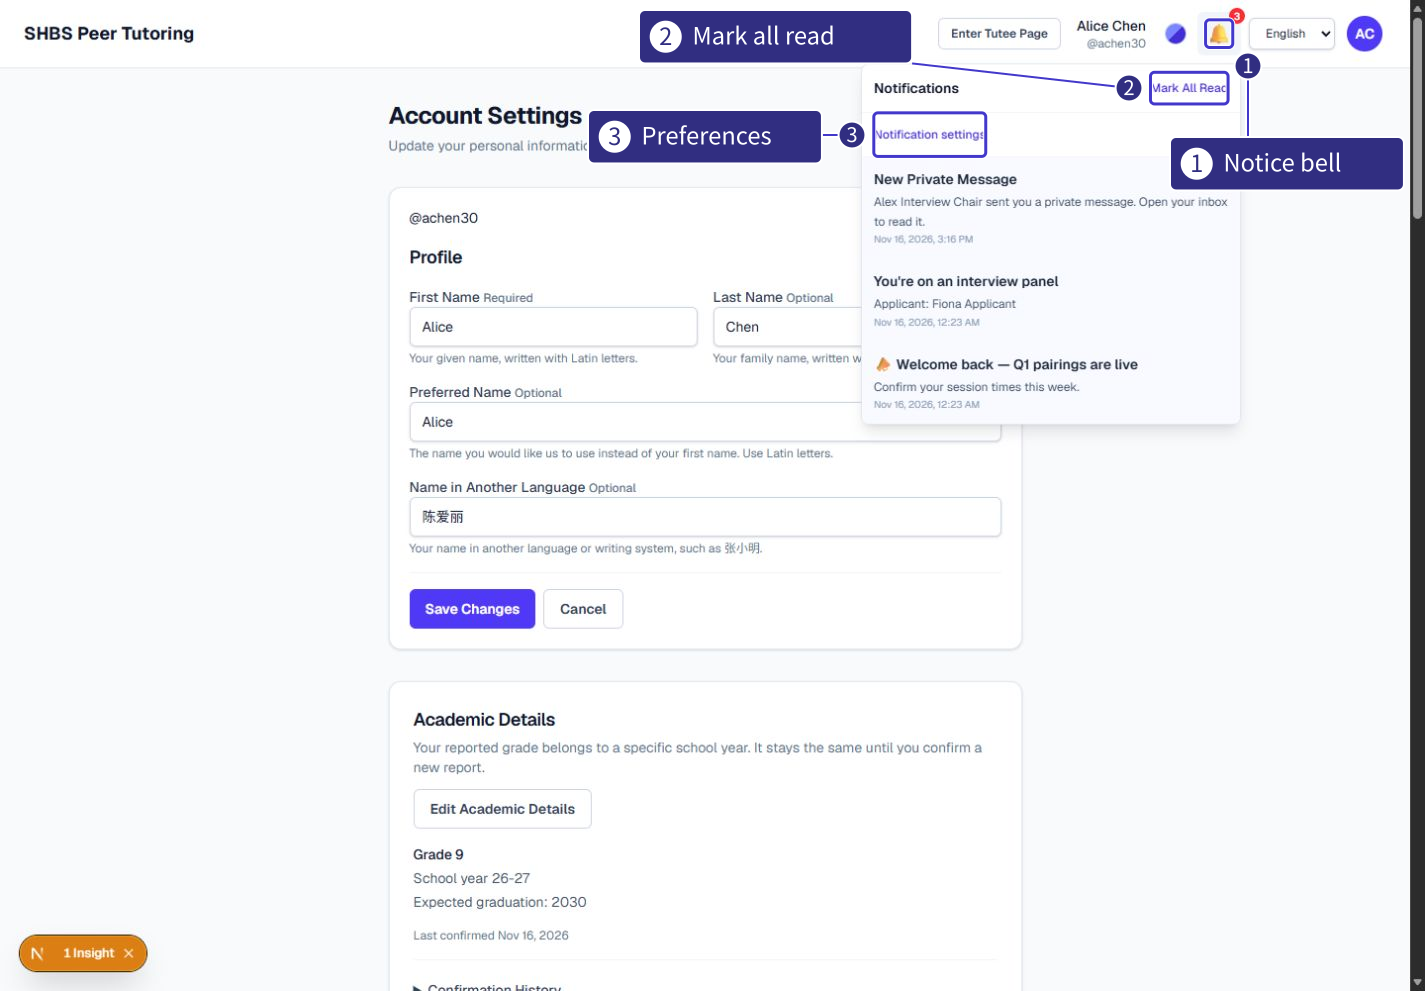 SHBS Peer Tutoring
2 Mark all read
Enter Tutee Page
Alice Chen
@achen30
3
English
AC
1
Notifications
2
Mark All Read
Account Settings
Update your personal
3 Preferences
3
Notification settings
1 Notice bell
New Private Message
Alex Interview Chair sent you a private message. Open your inbox
to read it.
Nov 16, 2026, 3:16 PM
You're on an interview panel
Applicant: Fiona Applicant
Nov 16, 2026, 12:23 AM
Welcome back — Q1 pairings are live
Confirm your session times this week.
Nov 16, 2026, 12:23 AM
@achen30
Profile
First Name Required
Last Name Optional
Alice
Chen
Your given name, written with Latin letters.
Your family name, written
Preferred Name Optional
Alice
The name you would like us to use instead of your first name. Use Latin letters.
Name in Another Language Optional
陈爱丽
Your name in another language or writing system, such as 张小明.
Save Changes
Cancel
Academic Details
Your reported grade belongs to a specific school year. It stays the same until you confirm a
new report.
Edit Academic Details
Grade 9
School year 26-27
Expected graduation: 2030
Last confirmed Nov 16, 2026
N 1 Insight ×
Confirmation History